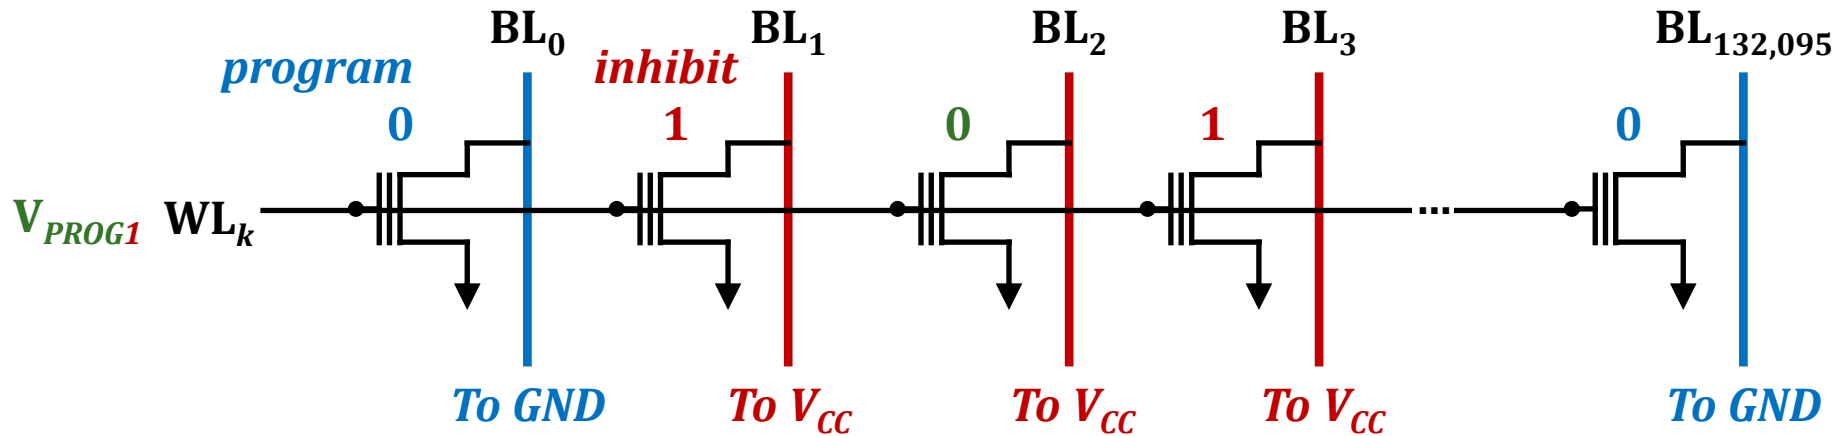 BL0 BL1 BL2 BL3 BL132,095
program inhibit
0 1 0 1 0
VPROG1 WLk ...
To GND To VCC To VCC To VCC To GND